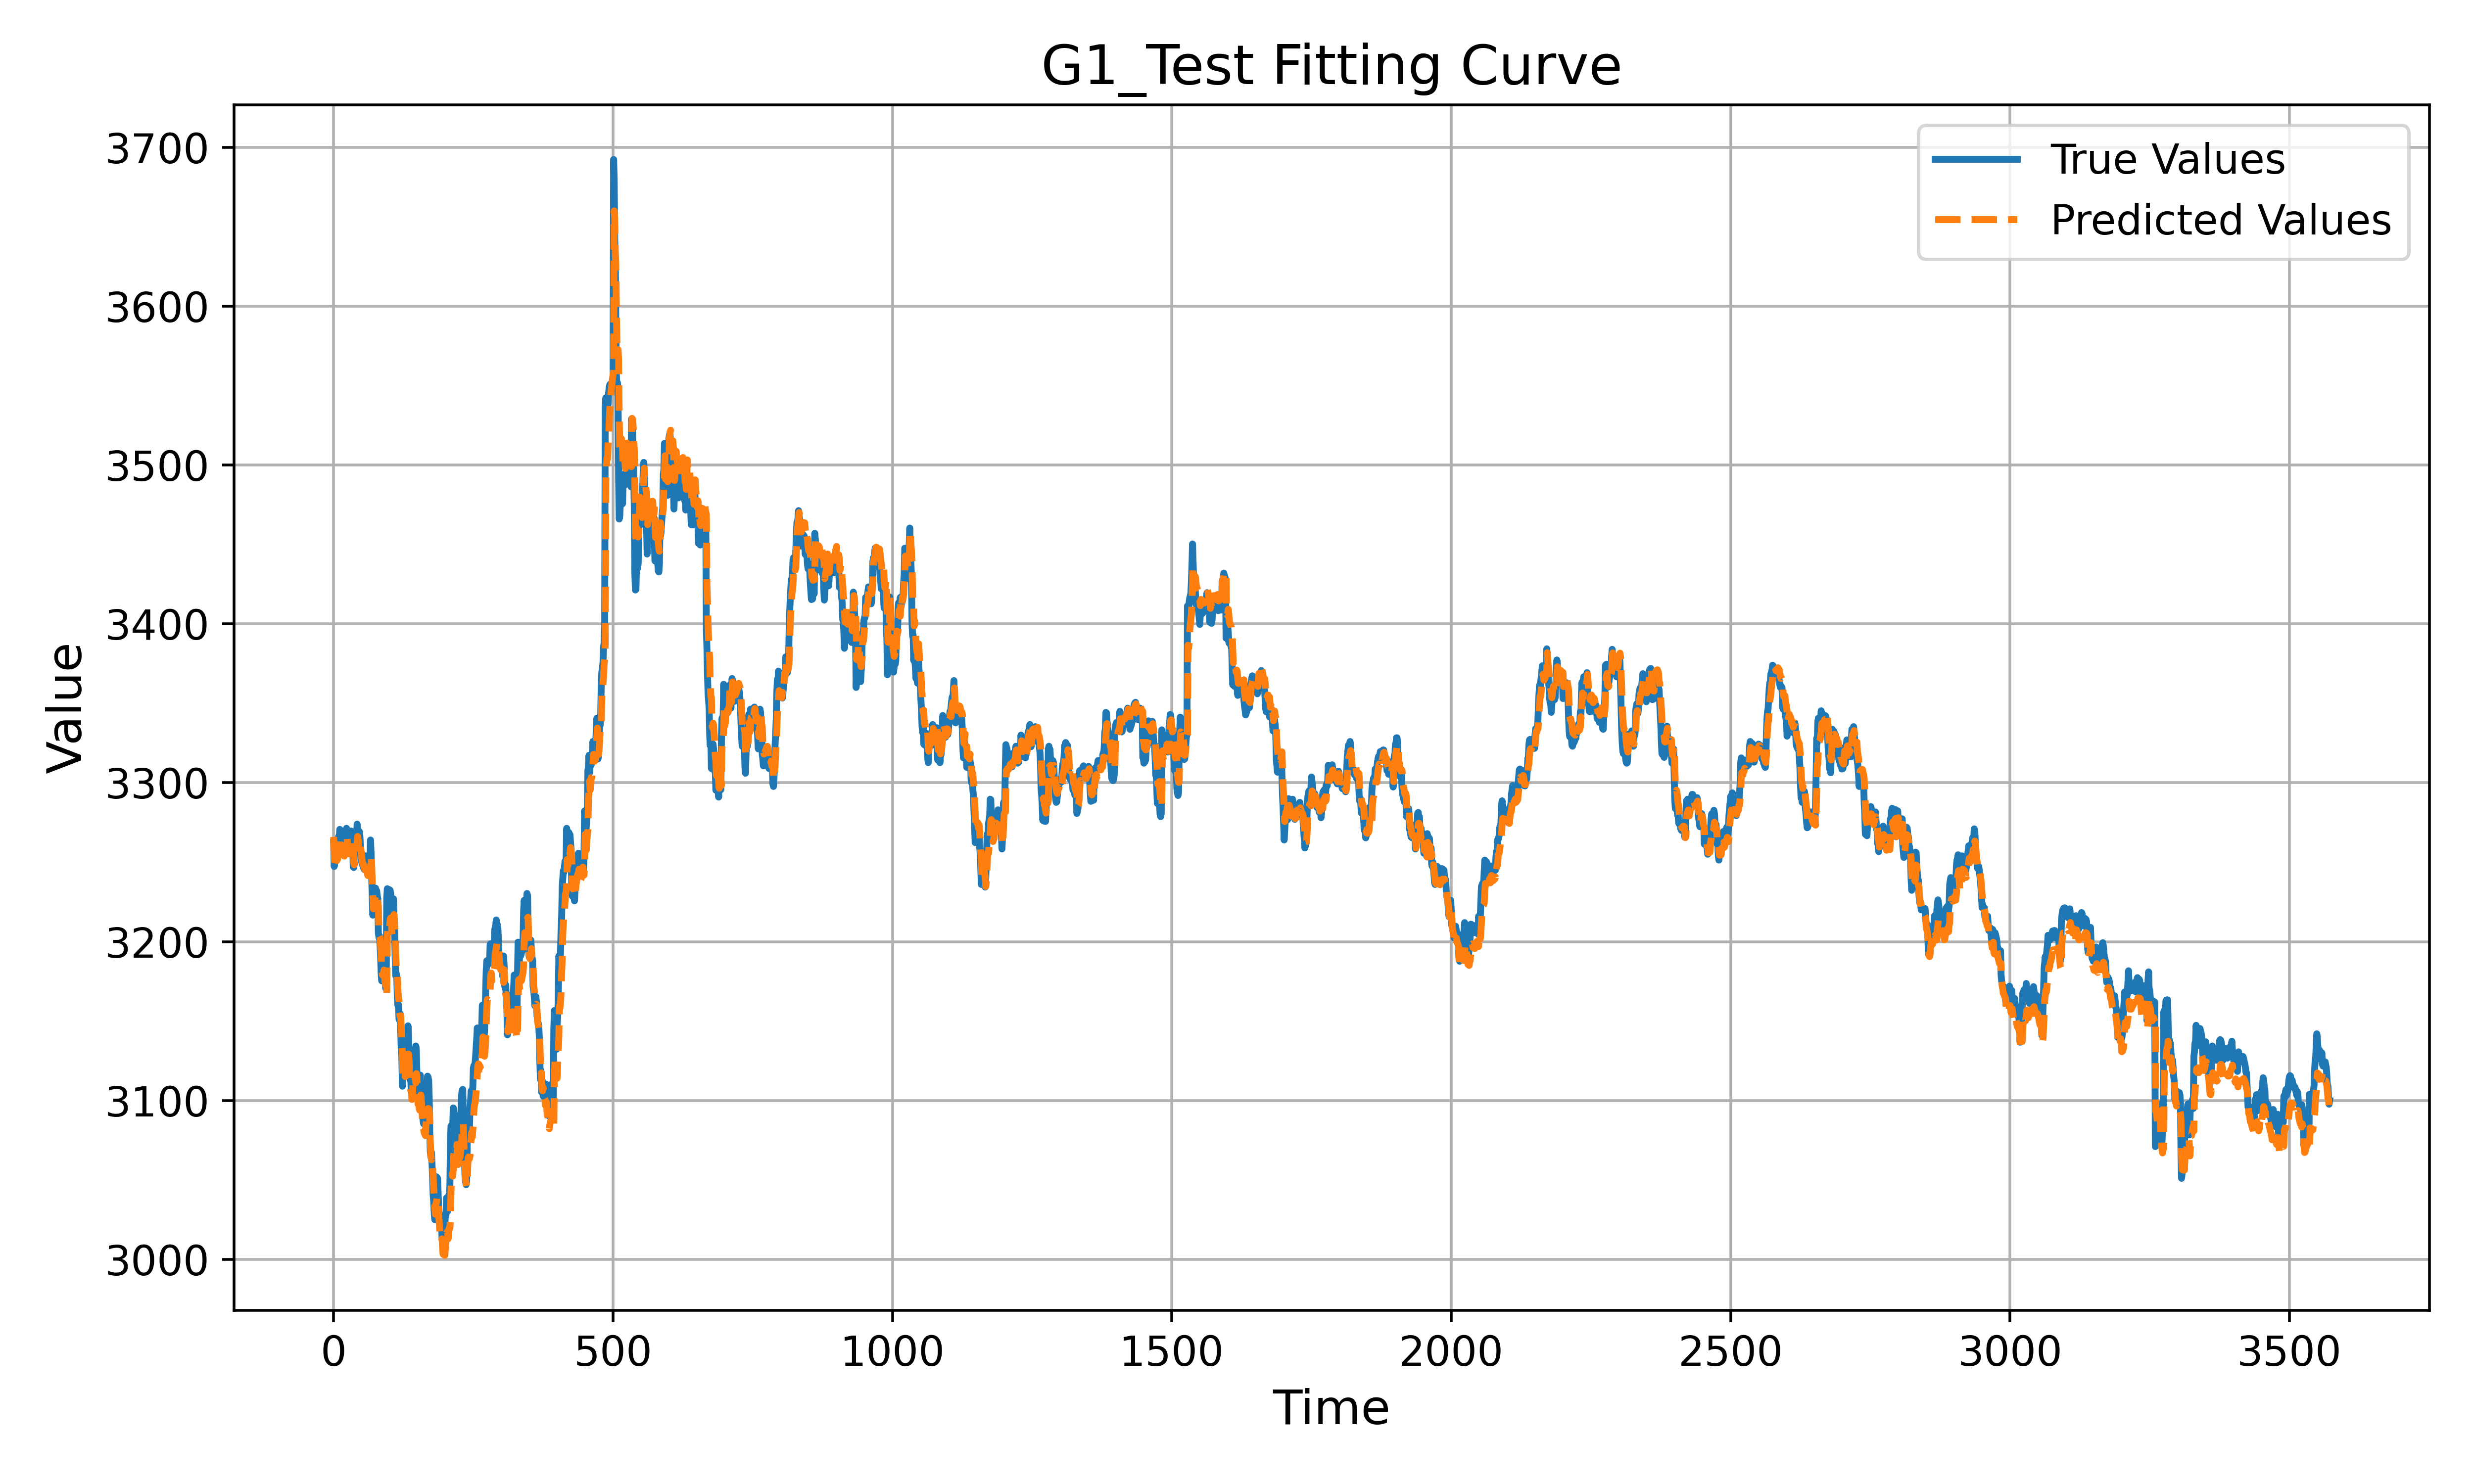 G1_Test Fitting Curve
True Values
Predicted Values
Value
3700
3600
3500
3400
3300
3200
3100
3000
0 500 1000 1500 2000 2500 3000 3500
Time